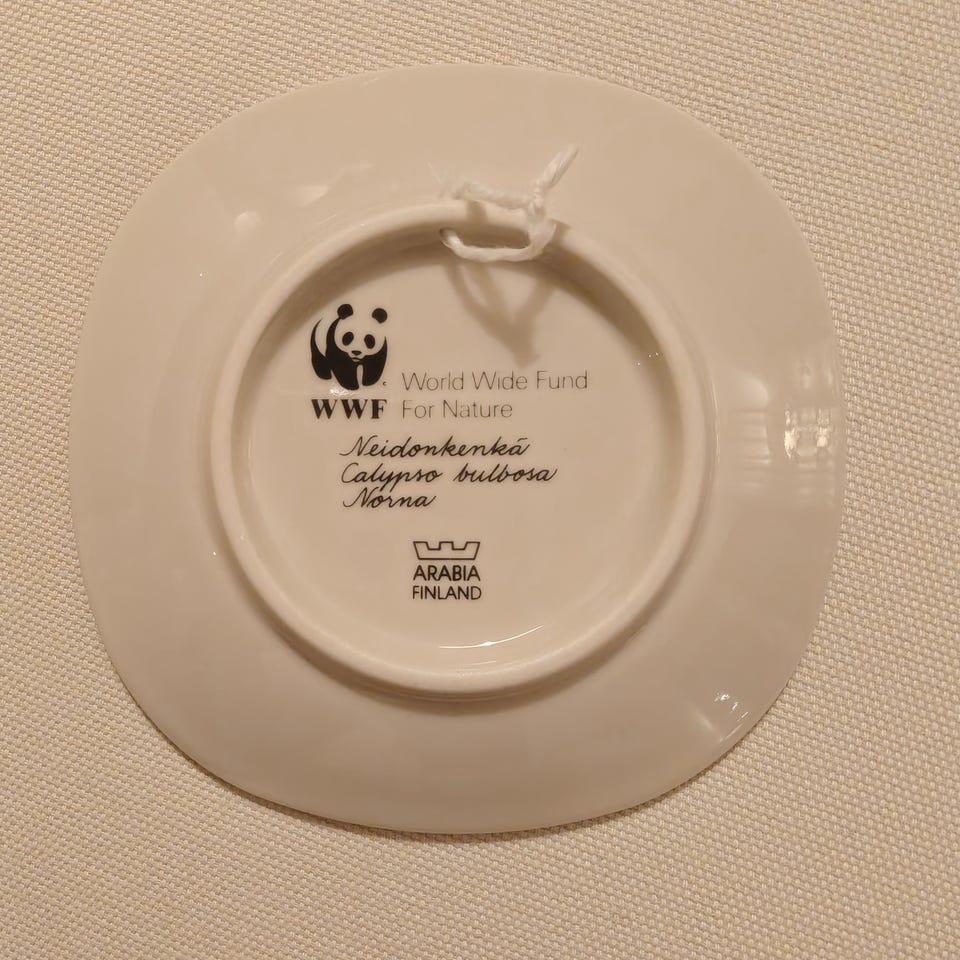 World Wide Fund
WWF For Nature
Neidonkenkä
Calypso bulbosa
Norna
ARABIA
FINLAND